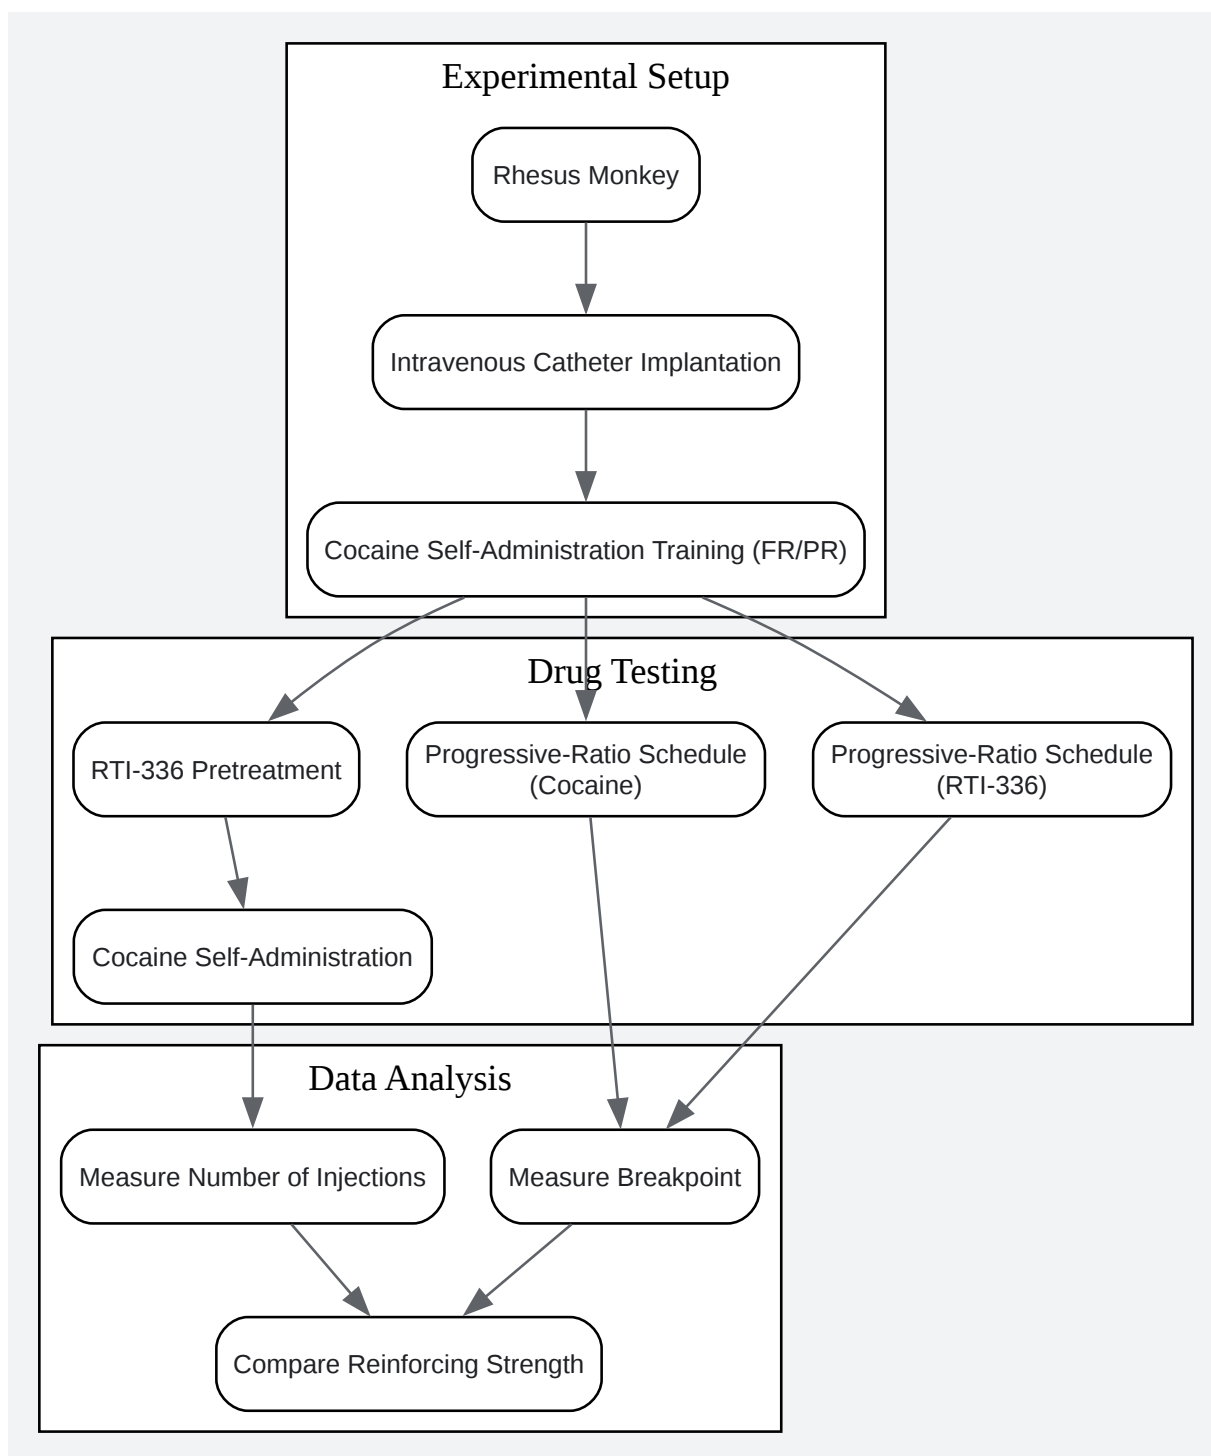 Experimental Setup
Rhesus Monkey
Intravenous Catheter Implantation
Cocaine Self-Administration Training (FR/PR)
Drug Testing
RTI-336 Pretreatment
Progressive-Ratio Schedule
(Cocaine)
Progressive-Ratio Schedule
(RTI-336)
Cocaine Self-Administration
Data Analysis
Measure Number of Injections
Measure Breakpoint
Compare Reinforcing Strength